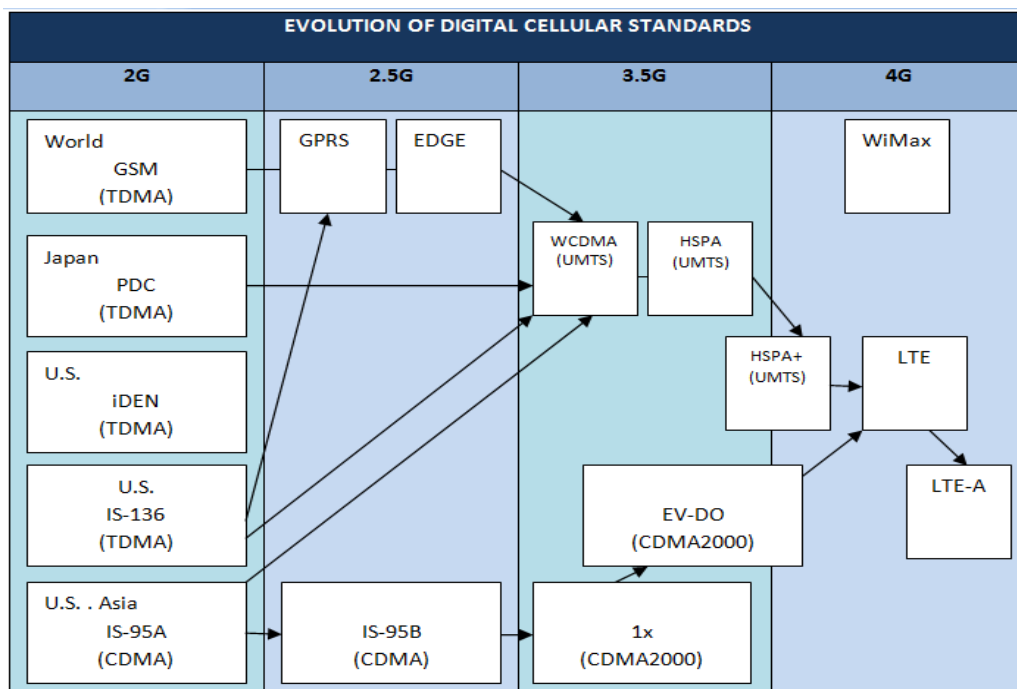 EVOLUTION OF DIGITAL CELLULAR STANDARDS
2G
2.5G
3.5G
4G
World
GSM
(TDMA)
GPRS
EDGE
WiMax
Japan
PDC
(TDMA)
WCDMA
(UMTS)
HSPA
(UMTS)
U.S.
iDEN
(TDMA)
HSPA+
(UMTS)
LTE
U.S.
IS-136
(TDMA)
EV-DO
(CDMA2000)
LTE-A
U.S. . Asia
IS-95A
(CDMA)
IS-95B
(CDMA)
1x
(CDMA2000)